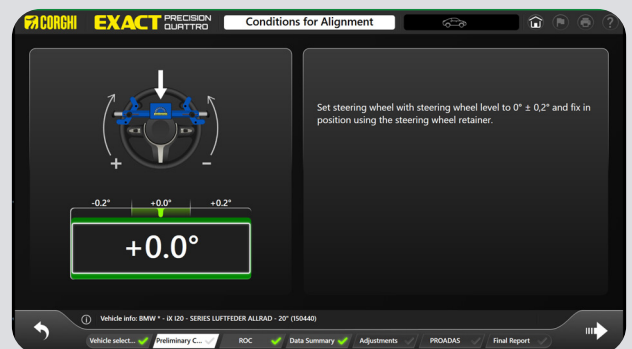 CORGHI EXACT PRECISION QUATTRO
Conditions for Alignment
Set steering wheel with steering wheel level to 0° ± 0,2° and fix in
position using the steering wheel retainer.
+ -
-0.2° +0.0° +0.2°
+0.0°
Vehicle info: BMW * - iX I20 - SERIES LUFTFEDER ALLRAD - 20" (150440)
Vehicle select... Preliminary C... ROC Data Summary Adjustments PROADAS Final Report